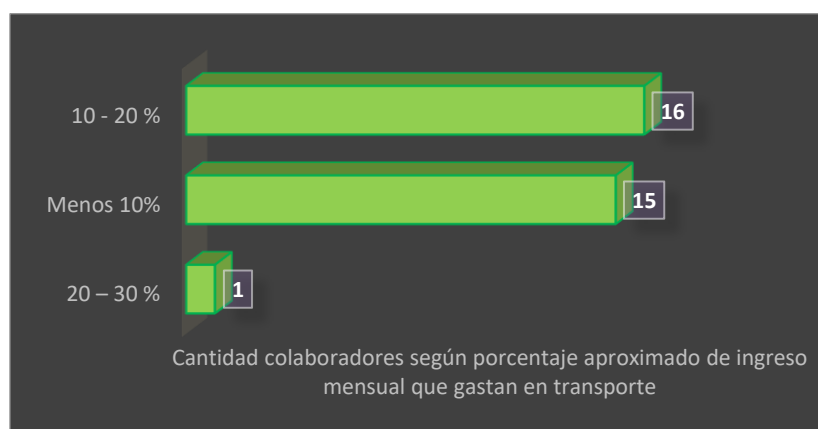 10 - 20 %
16
Menos 10%
15
20 – 30 %
1
Cantidad colaboradores según porcentaje aproximado de ingreso
mensual que gastan en transporte